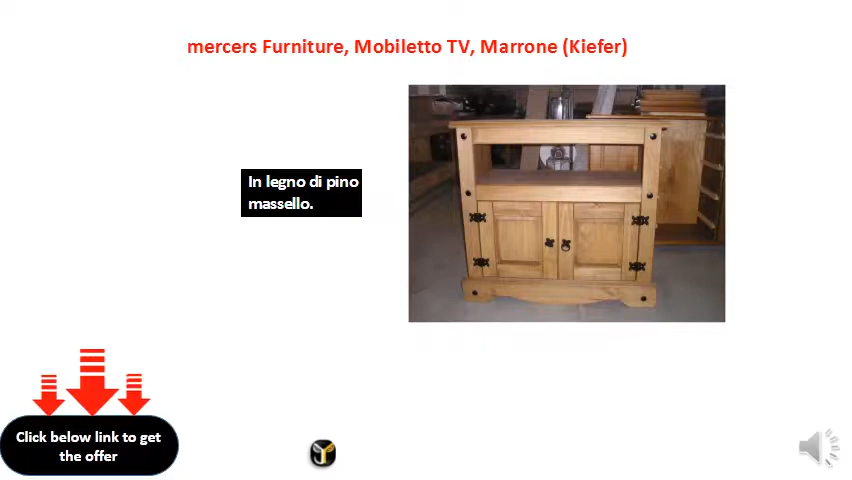 mercers Furniture, Mobiletto TV, Marrone (Kiefer)
In legno di pino
massello.
Click below link to get
the offer